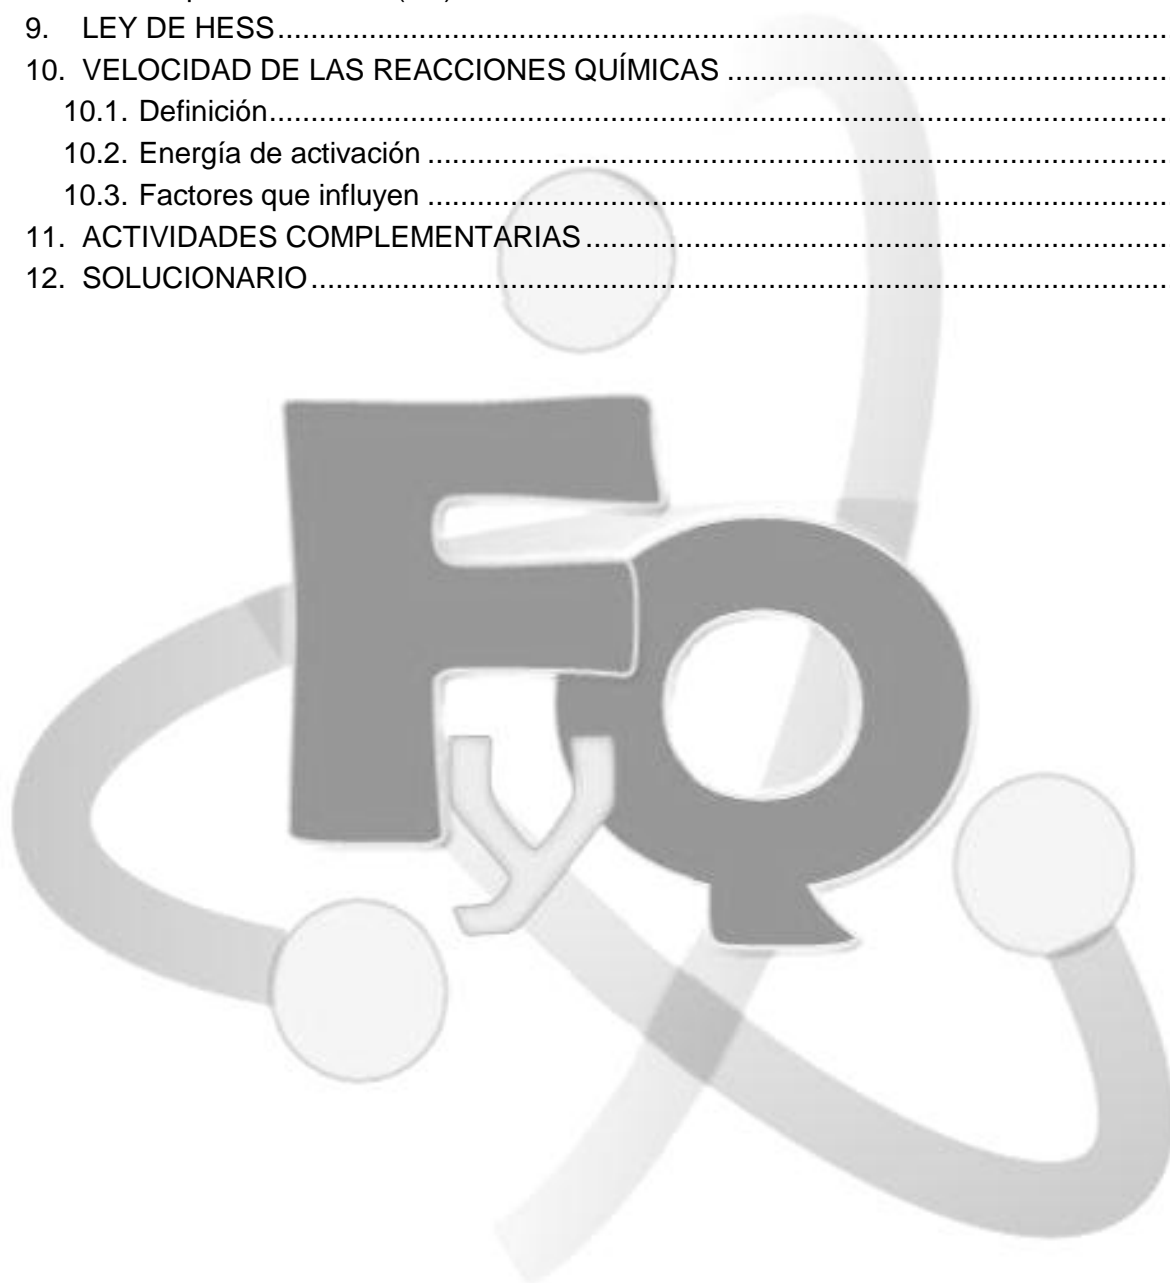 9. LEY DE HESS........................................................................................................
10. VELOCIDAD DE LAS REACCIONES QUÍMICAS ....................................................
10.1. Definición............................................................................................................
10.2. Energía de activación .........................................................................................
10.3. Factores que influyen .........................................................................................
11. ACTIVIDADES COMPLEMENTARIAS.....................................................................
12. SOLUCIONARIO......................................................................................................
F
y
Q